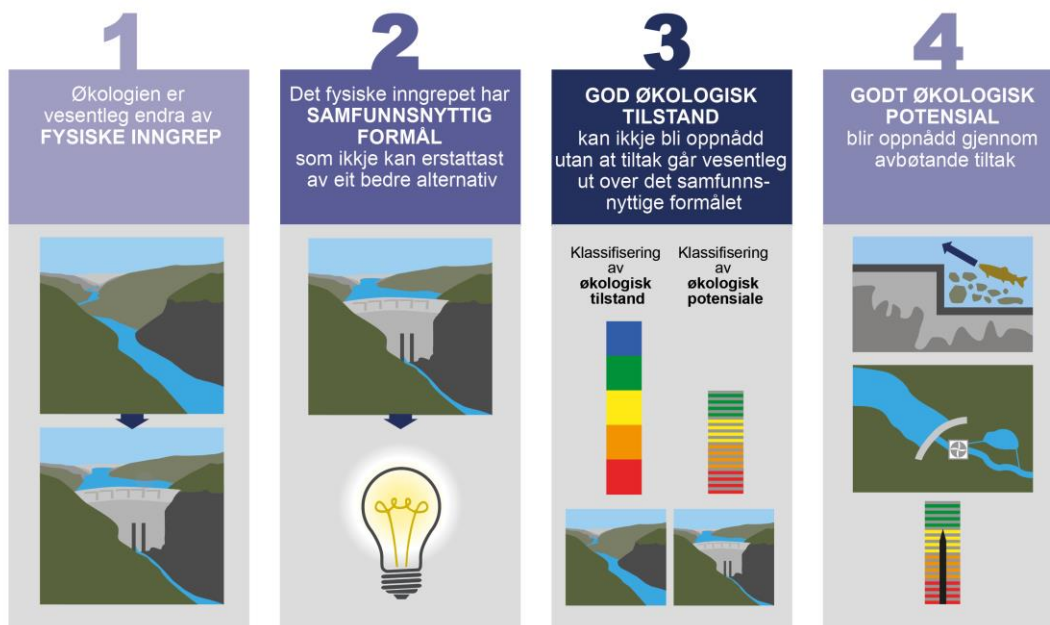 1
Økologien er
vesentleg endra av
FYSISKE INNGREP
2
Det fysiske inngrepet har
SAMFUNNSNYTTIG
FORMÅL
som ikkje kan erstattast
av eit bedre alternativ
3
GOD ØKOLOGISK
TILSTAND
kan ikkje bli oppnådd
utan at tiltak går vesentleg
ut over det samfunns-
nyttige formålet
Klassifisering
av
økologisk
tilstand
Klassifisering
av
økologisk
potensiale
4
GODT ØKOLOGISK
POTENSIAL
blir oppnådd gjennom
avbøtande tiltak